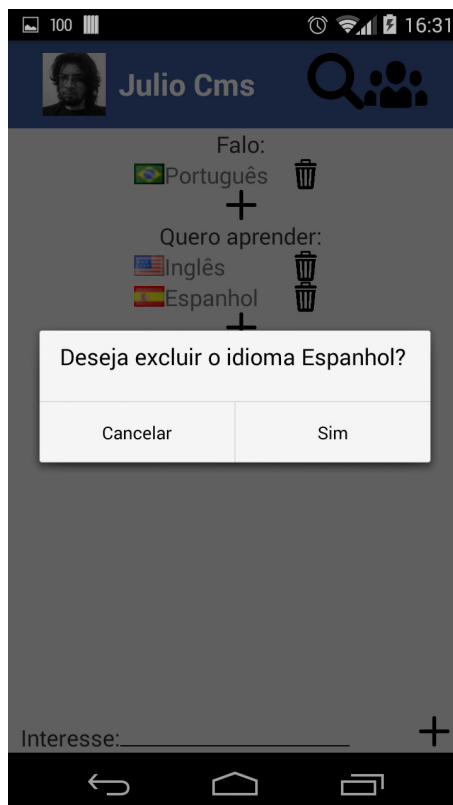 100 16:31
Julio Cms
Falo:
Português
Quero aprender:
Inglês
Espanhol
Deseja excluir o idioma Espanhol?
Cancelar Sim
Interesse: